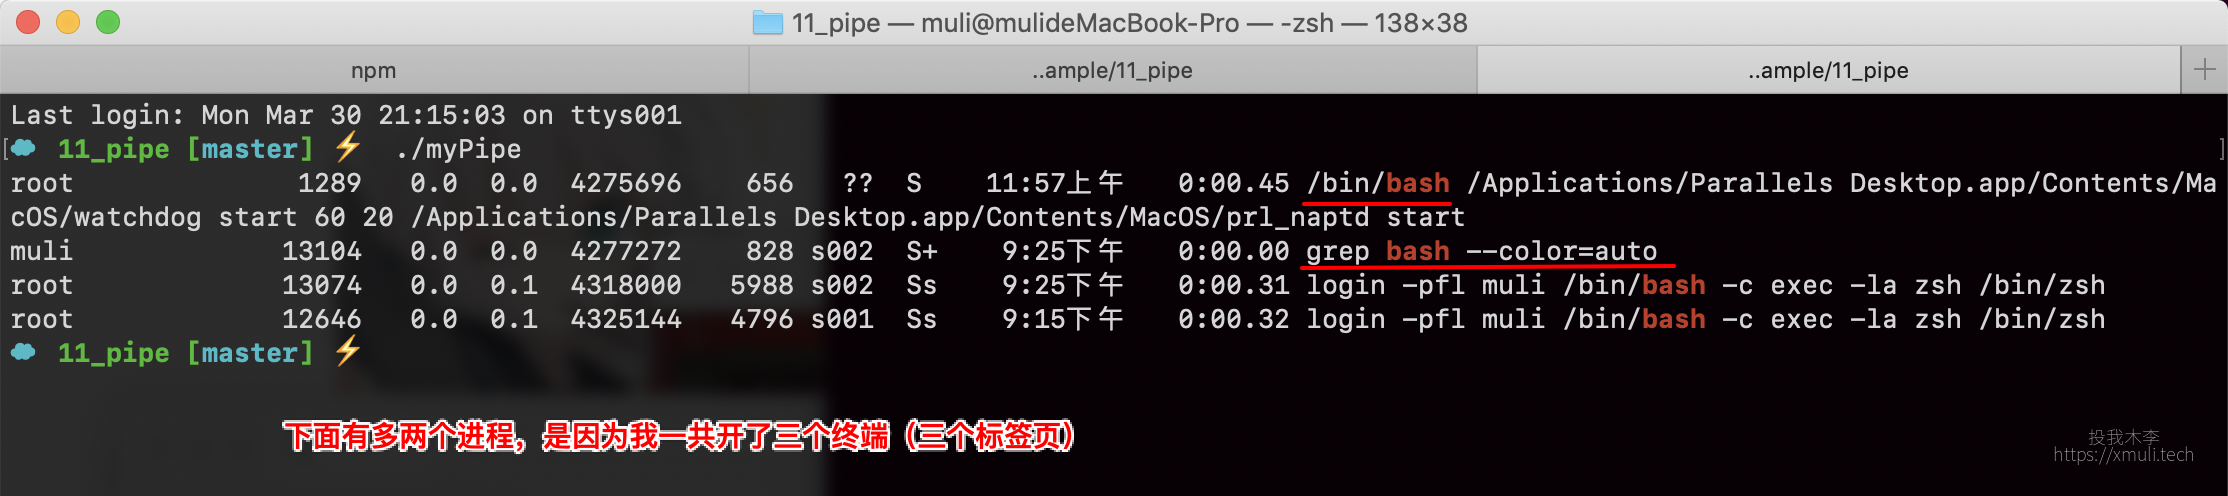 11_pipe — muli@mulideMacBook-Pro — -zsh — 138×38
npm ..ample/11_pipe ..ample/11_pipe +
Last login: Mon Mar 30 21:15:03 on ttys001
[ 11_pipe [master] ⚡ ./myPipe ]
root 1289 0.0 0.0 4275696 656 ?? S 11:57上午 0:00.45 /bin/bash /Applications/Parallels Desktop.app/Contents/Ma
cOS/watchdog start 60 20 /Applications/Parallels Desktop.app/Contents/MacOS/prl_naptd start
muli 13104 0.0 0.0 4277272 828 s002 S+ 9:25下午 0:00.00 grep bash --color=auto
root 13074 0.0 0.1 4318000 5988 s002 Ss 9:25下午 0:00.31 login -pfl muli /bin/bash -c exec -la zsh /bin/zsh
root 12646 0.0 0.1 4325144 4796 s001 Ss 9:15下午 0:00.32 login -pfl muli /bin/bash -c exec -la zsh /bin/zsh
11_pipe [master] ⚡
下面有多两个进程，是因为我一共开了三个终端（三个标签页）
投我木李
https://xmuli.tech